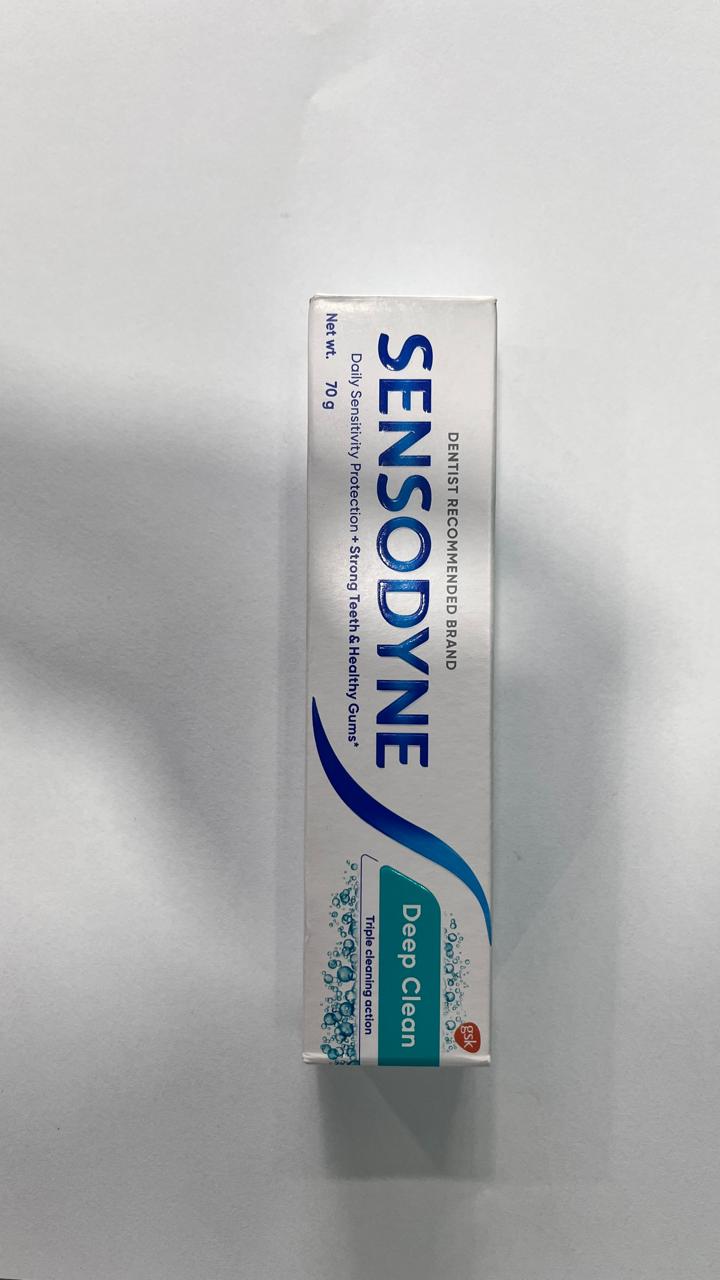 DENTIST RECOMMENDED BRAND
SENSODYNE
Daily Sensitivity Protection + Strong Teeth & Healthy Gums*
Net wt. 70 g
gsk
Deep Clean
Triple cleaning action